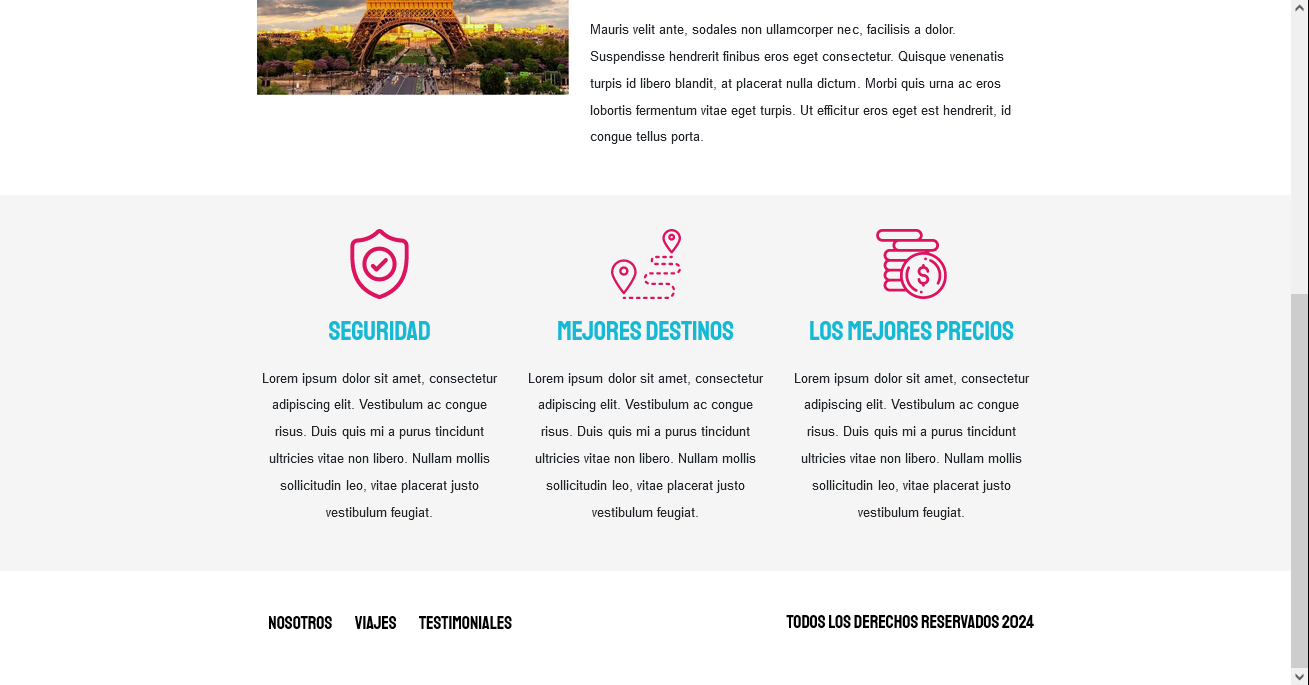 Mauris velit ante, sodales non ullamcorper nec, facilisis a dolor.
Suspendisse hendrerit finibus eros eget consectetur. Quisque venenatis
turpis id libero blandit, at placerat nulla dictum. Morbi quis urna ac eros
lobortis fermentum vitae eget turpis. Ut efficitur eros eget est hendrerit, id
congue tellus porta.
SEGURIDAD
Lorem ipsum dolor sit amet, consectetur
adipiscing elit. Vestibulum ac congue
risus. Duis quis mi a purus tincidunt
ultricies vitae non libero. Nullam mollis
sollicitudin leo, vitae placerat justo
vestibulum feugiat.
MEJORES DESTINOS
Lorem ipsum dolor sit amet, consectetur
adipiscing elit. Vestibulum ac congue
risus. Duis quis mi a purus tincidunt
ultricies vitae non libero. Nullam mollis
sollicitudin leo, vitae placerat justo
vestibulum feugiat.
$
LOS MEJORES PRECIOS
Lorem ipsum dolor sit amet, consectetur
adipiscing elit. Vestibulum ac congue
risus. Duis quis mi a purus tincidunt
ultricies vitae non libero. Nullam mollis
sollicitudin leo, vitae placerat justo
vestibulum feugiat.
NOSOTROS VIAJES TESTIMONIALES
TODOS LOS DERECHOS RESERVADOS 2024